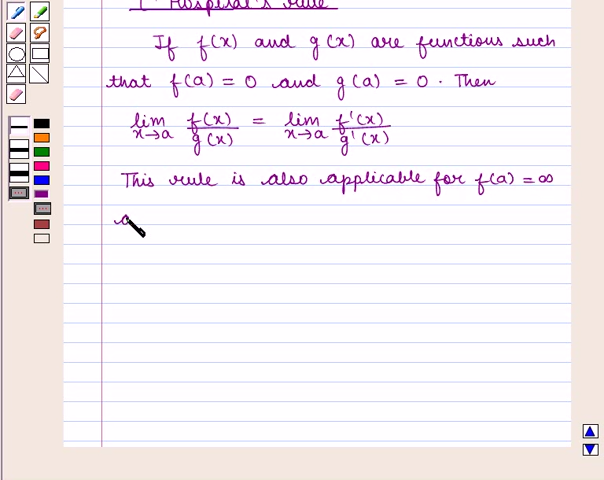 L' Hospital's rule
If f(x) and g(x) are functions such
that f(a) = 0 and g(a) = 0. Then
lim x→a f(x)/g(x) = lim x→a f'(x)/g'(x)
This rule is also applicable for f(a) = ∞